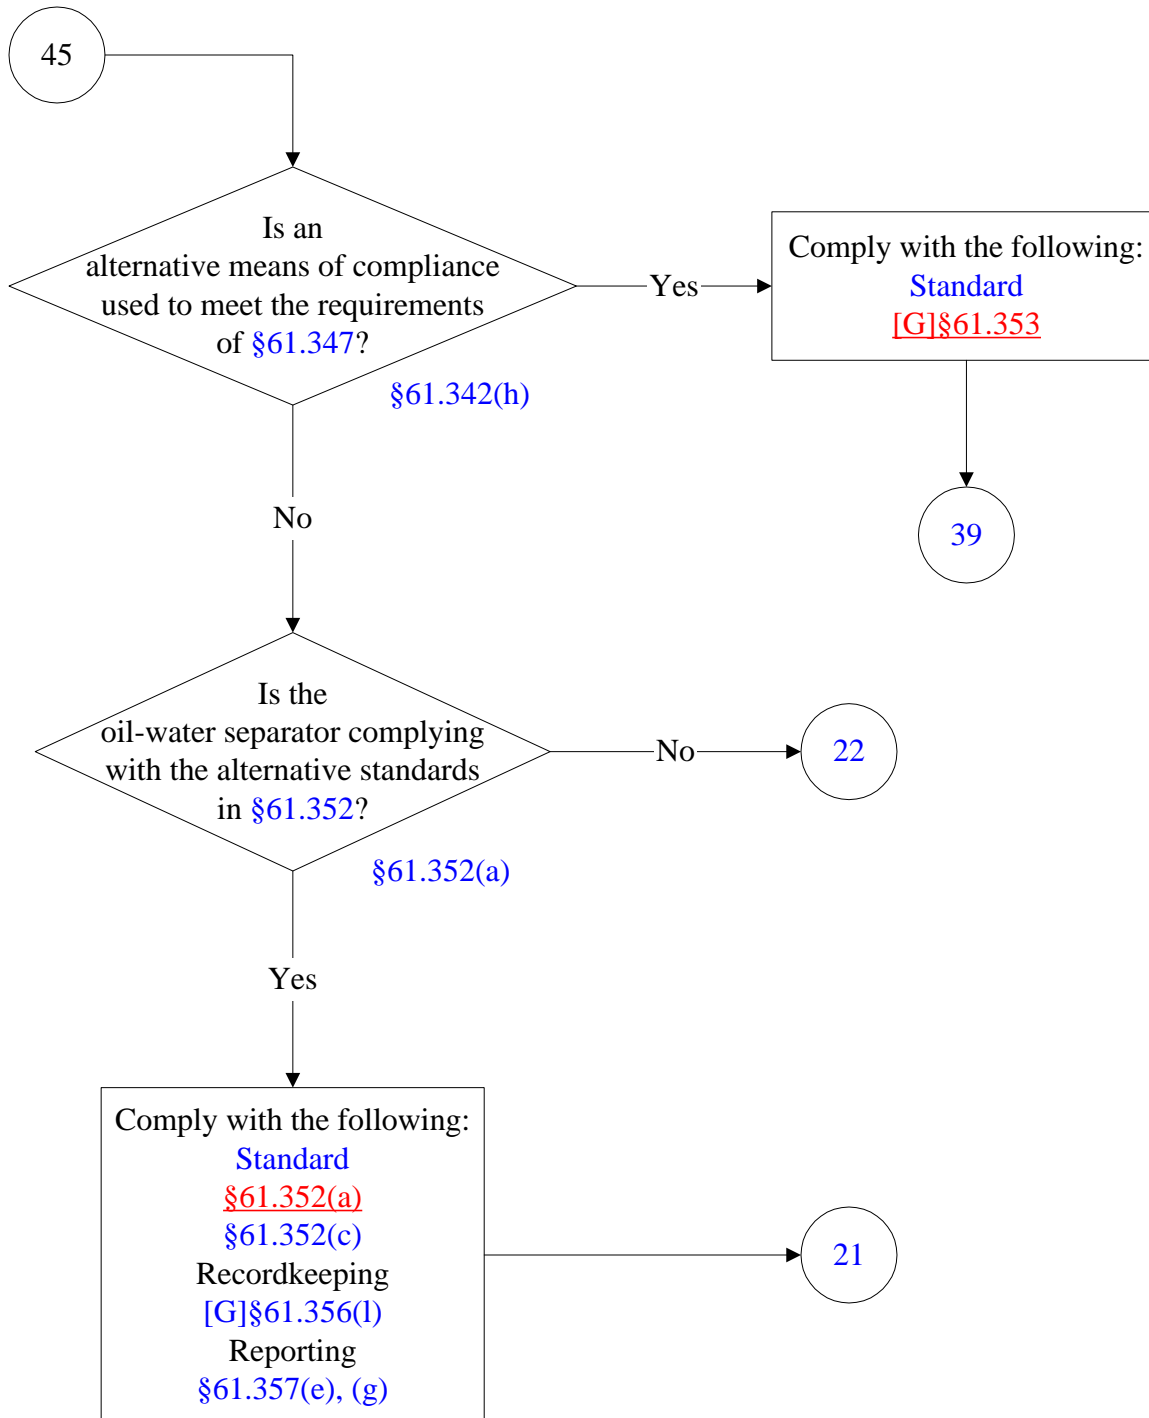 45
Is an
alternative means of compliance
used to meet the requirements
of §61.347?
§61.342(h)
Yes
Comply with the following:
Standard
[G]§61.353
39
No
Is the
oil-water separator complying
with the alternative standards
in §61.352?
§61.352(a)
No
22
Yes
Comply with the following:
Standard
§61.352(a)
§61.352(c)
Recordkeeping
[G]§61.356(l)
Reporting
§61.357(e), (g)
21